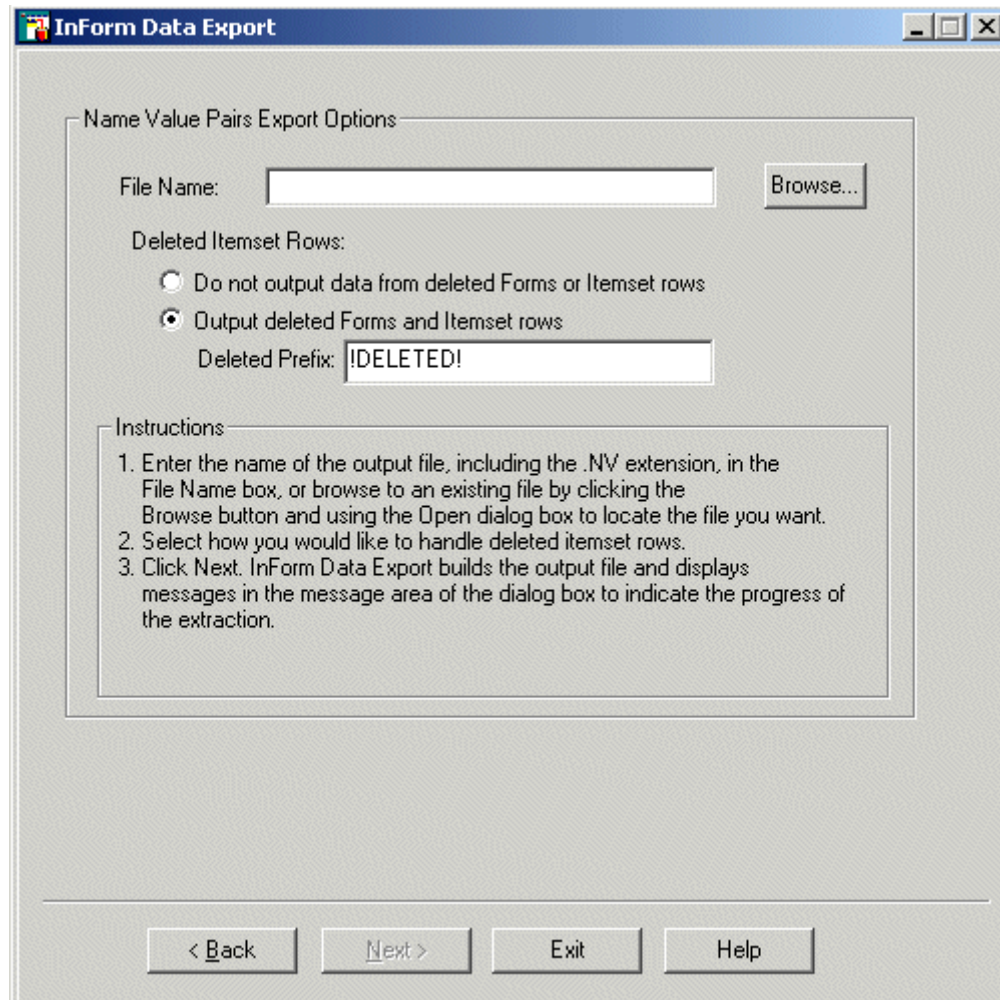 InForm Data Export
Name Value Pairs Export Options
File Name:
Browse...
Deleted Itemset Rows:
Do not output data from deleted Forms or Itemset rows
Output deleted Forms and Itemset rows
Deleted Prefix: !DELETED!
Instructions
1. Enter the name of the output file, including the .NV extension, in the
File Name box, or browse to an existing file by clicking the
Browse button and using the Open dialog box to locate the file you want.
2. Select how you would like to handle deleted itemset rows.
3. Click Next. InForm Data Export builds the output file and displays
messages in the message area of the dialog box to indicate the progress of
the extraction.
< Back Next > Exit Help